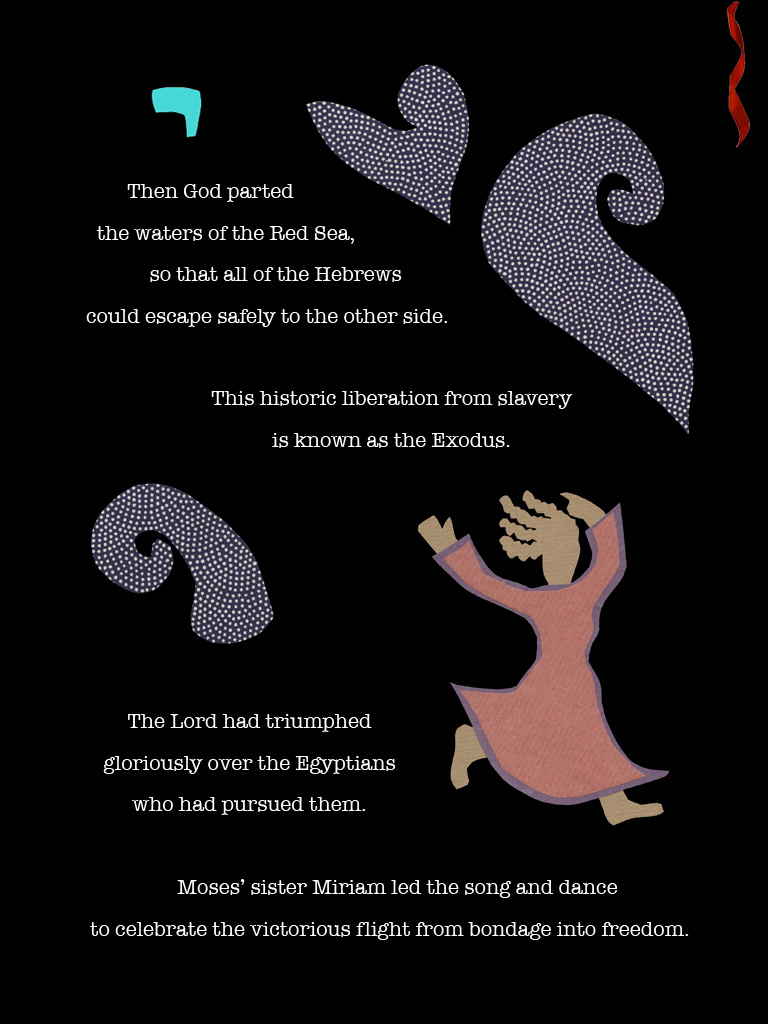 י
Then God parted
the waters of the Red Sea,
so that all of the Hebrews
could escape safely to the other side.
This historic liberation from slavery
is known as the Exodus.
The Lord had triumphed
gloriously over the Egyptians
who had pursued them.
Moses’ sister Miriam led the song and dance
to celebrate the victorious flight from bondage into freedom.